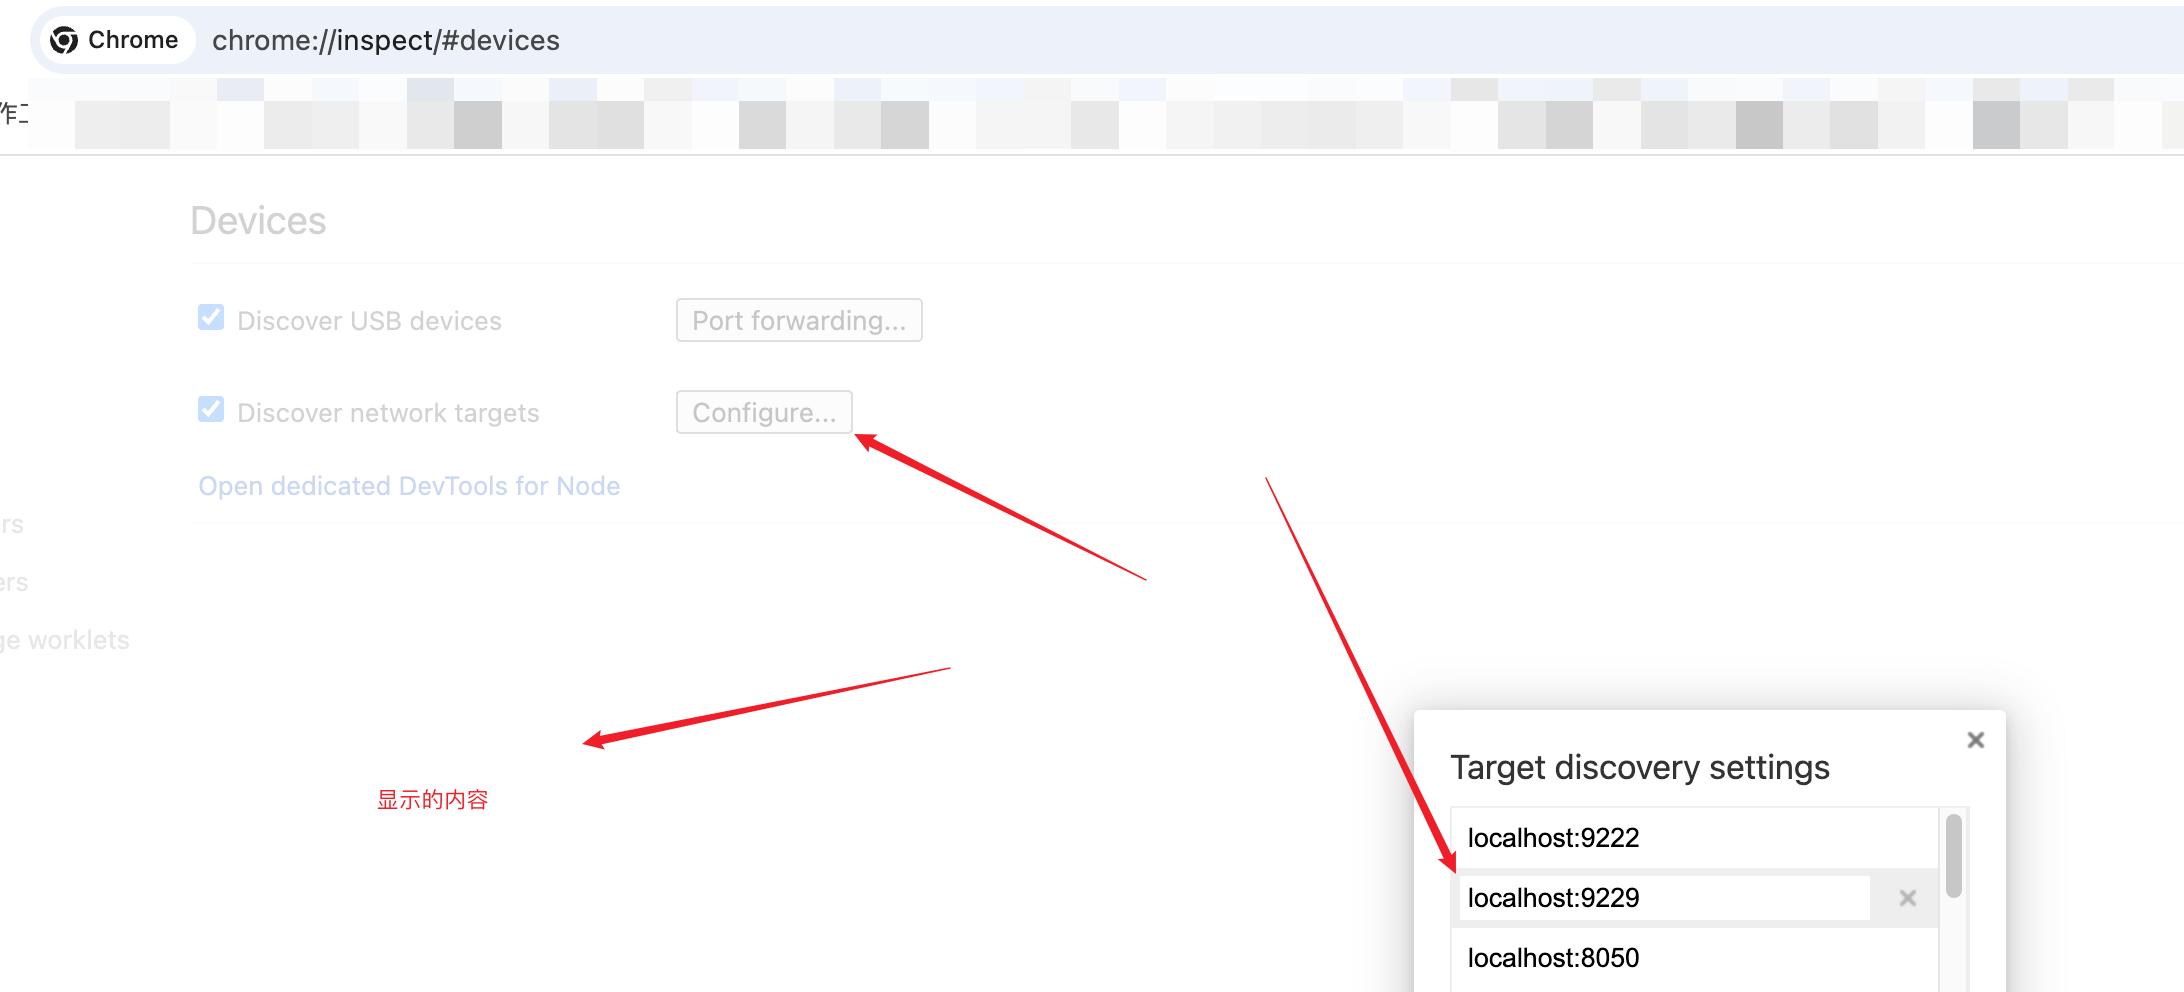 Chrome chrome://inspect/#devices
作工
Devices
Discover USB devices Port forwarding...
Discover network targets Configure...
Open dedicated DevTools for Node
rs
ers
ge worklets
显示的内容
Target discovery settings
localhost:9222
localhost:9229
localhost:8050